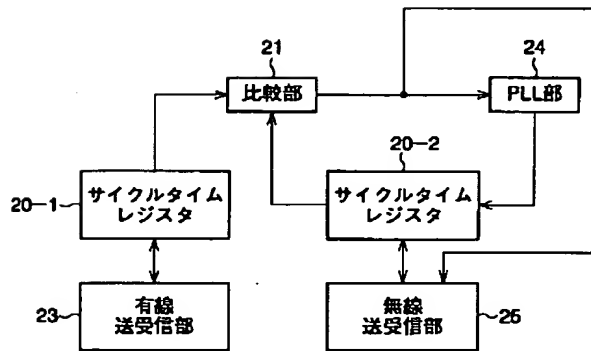 21
24
比較部
PLL部
20-2
20-1
サイクルタイム
レジスタ
サイクルタイム
レジスタ
23
有線
送受信部
無線
送受信部
25